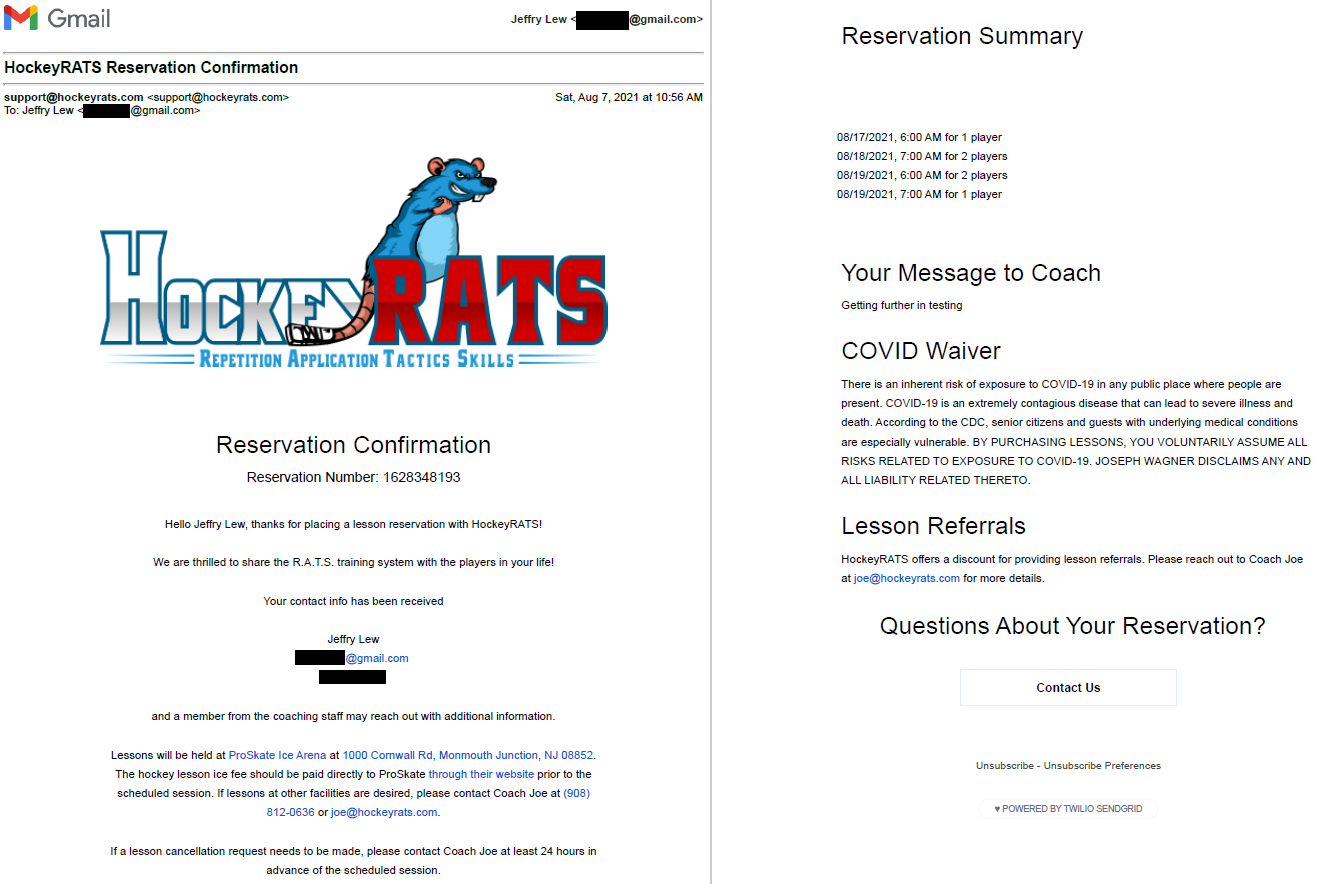 Gmail
Jeffry Lew < @gmail.com>
HockeyRATS Reservation Confirmation
support@hockeyrats.com <support@hockeyrats.com>
Sat, Aug 7, 2021 at 10:56 AM
To: Jeffry Lew < @gmail.com>
HOCKEY RATS
REPETITION APPLICATION TACTICS SKILLS
Reservation Confirmation
Reservation Number: 1628348193
Hello Jeffry Lew, thanks for placing a lesson reservation with HockeyRATS!
We are thrilled to share the R.A.T.S. training system with the players in your life!
Your contact info has been received
Jeffry Lew
@gmail.com
and a member from the coaching staff may reach out with additional information.
Lessons will be held at ProSkate Ice Arena at 1000 Cornwall Rd, Monmouth Junction, NJ 08852.
The hockey lesson ice fee should be paid directly to ProSkate through their website prior to the
scheduled session. If lessons at other facilities are desired, please contact Coach Joe at (908)
812-0636 or joe@hockeyrats.com.
If a lesson cancellation request needs to be made, please contact Coach Joe at least 24 hours in
advance of the scheduled session.
Reservation Summary
08/17/2021, 6:00 AM for 1 player
08/18/2021, 7:00 AM for 2 players
08/19/2021, 6:00 AM for 2 players
08/19/2021, 7:00 AM for 1 player
Your Message to Coach
Getting further in testing
COVID Waiver
There is an inherent risk of exposure to COVID-19 in any public place where people are
present. COVID-19 is an extremely contagious disease that can lead to severe illness and
death. According to the CDC, senior citizens and guests with underlying medical conditions
are especially vulnerable. BY PURCHASING LESSONS, YOU VOLUNTARILY ASSUME ALL
RISKS RELATED TO EXPOSURE TO COVID-19. JOSEPH WAGNER DISCLAIMS ANY AND
ALL LIABILITY RELATED THERETO.
Lesson Referrals
HockeyRATS offers a discount for providing lesson referrals. Please reach out to Coach Joe
at joe@hockeyrats.com for more details.
Questions About Your Reservation?
Contact Us
Unsubscribe - Unsubscribe Preferences
♥ POWERED BY TWILIO SENDGRID